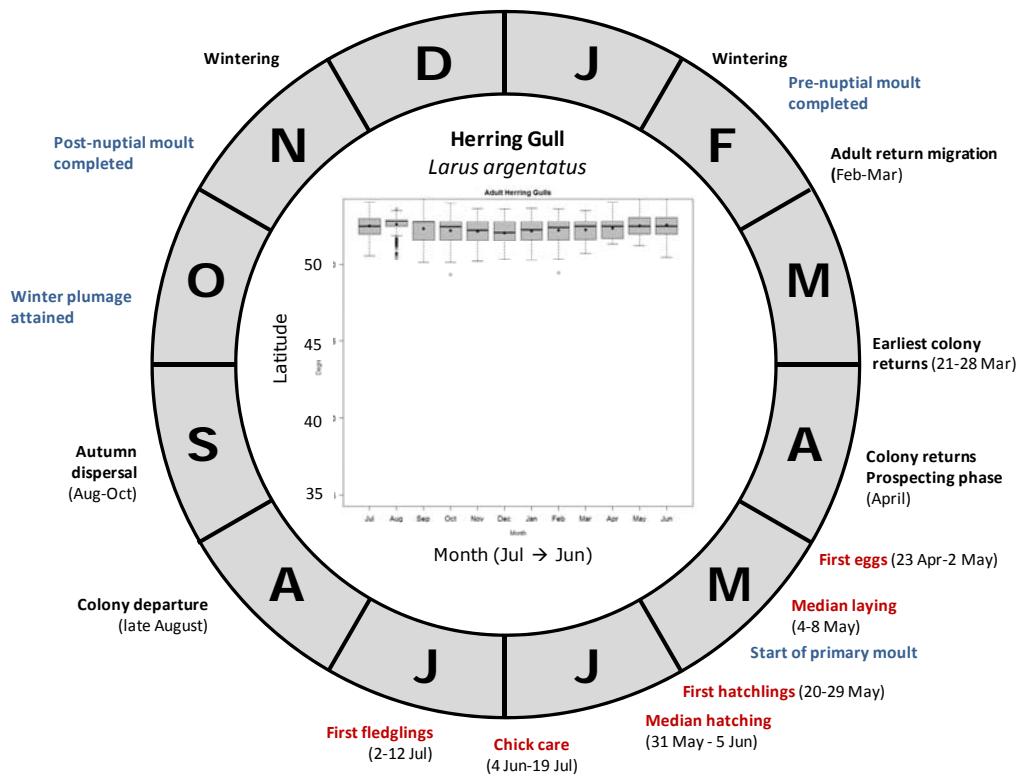 D
J
F
M
A
M
J
J
A
S
O
N
Wintering
Pre-nuptial moult
completed
Adult return migration
(Feb-Mar)
Earliest colony
returns (21-28 Mar)
Colony returns
Prospecting phase
(April)
First eggs (23 Apr-2 May)
Median laying
(4-8 May)
Start of primary moult
First hatchlings (20-29 May)
Median hatching
(31 May - 5 Jun)
Chick care
(4 Jun-19 Jul)
First fledglings
(2-12 Jul)
Colony departure
(late August)
Autumn
dispersal
(Aug-Oct)
Winter plumage
attained
Post-nuptial moult
completed
Wintering
Herring Gull
Larus argentatus
Adult Herring Gulls
Latitude
50
45
40
35
Jul Aug Sep Oct Nov Dec Jan Feb Mar Apr May Jun
Month
Month (Jul → Jun)